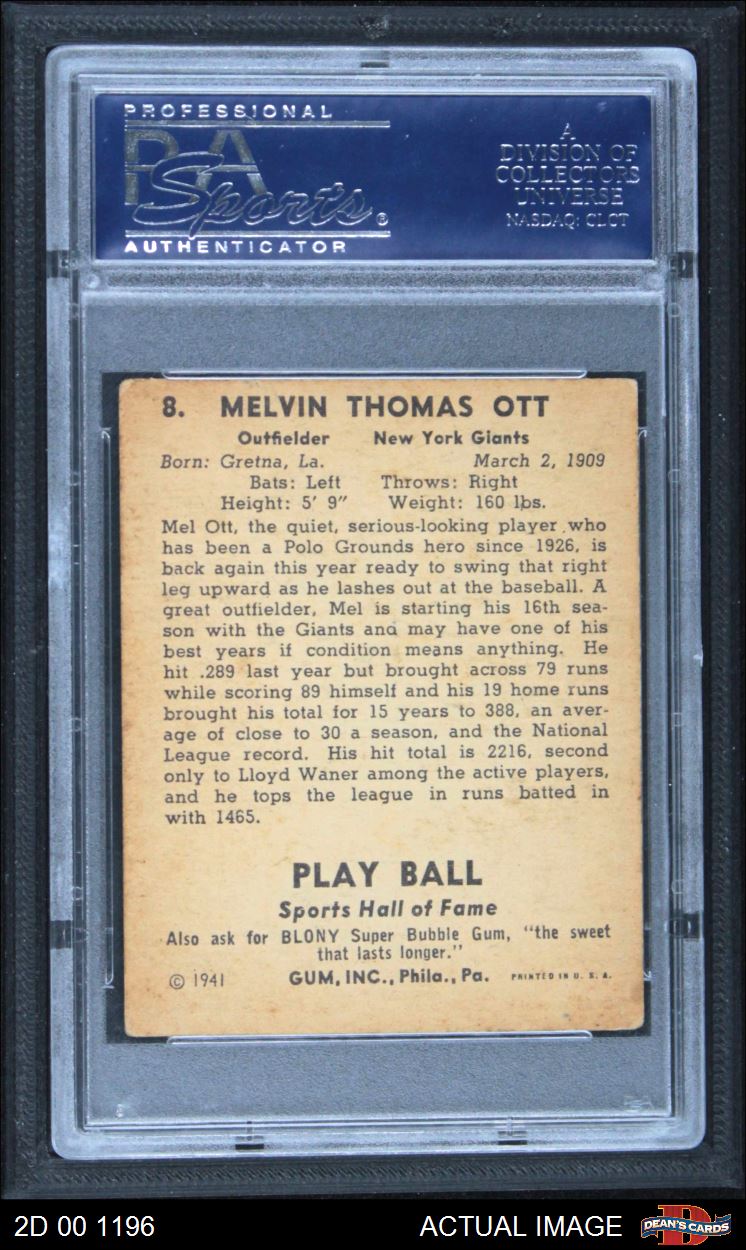 PROFESSIONAL
PSA
Sports®
AUTHENTICATOR
A
DIVISION OF
COLLECTORS
UNIVERSE
NASDAQ: CLCT
8. MELVIN THOMAS OTT
Outfielder New York Giants
Born: Gretna, La. March 2, 1909
Bats: Left Throws: Right
Height: 5' 9" Weight: 160 lbs.
Mel Ott, the quiet, serious-looking player who
has been a Polo Grounds hero since 1926, is
back again this year ready to swing that right
leg upward as he lashes out at the baseball. A
great outfielder, Mel is starting his 16th sea-
son with the Giants and may have one of his
best years if condition means anything. He
hit .289 last year but brought across 79 runs
while scoring 89 himself and his 19 home runs
brought his total for 15 years to 388, an aver-
age of close to 30 a season, and the National
League record. His hit total is 2216, second
only to Lloyd Waner among the active players,
and he tops the league in runs batted in
with 1465.
PLAY BALL
Sports Hall of Fame
Also ask for BLONY Super Bubble Gum, "the sweet
that lasts longer."
© 1941 GUM, INC., Phila., Pa. PRINTED IN U. S. A.
2D 00 1196 ACTUAL IMAGE DEAN'S CARDS